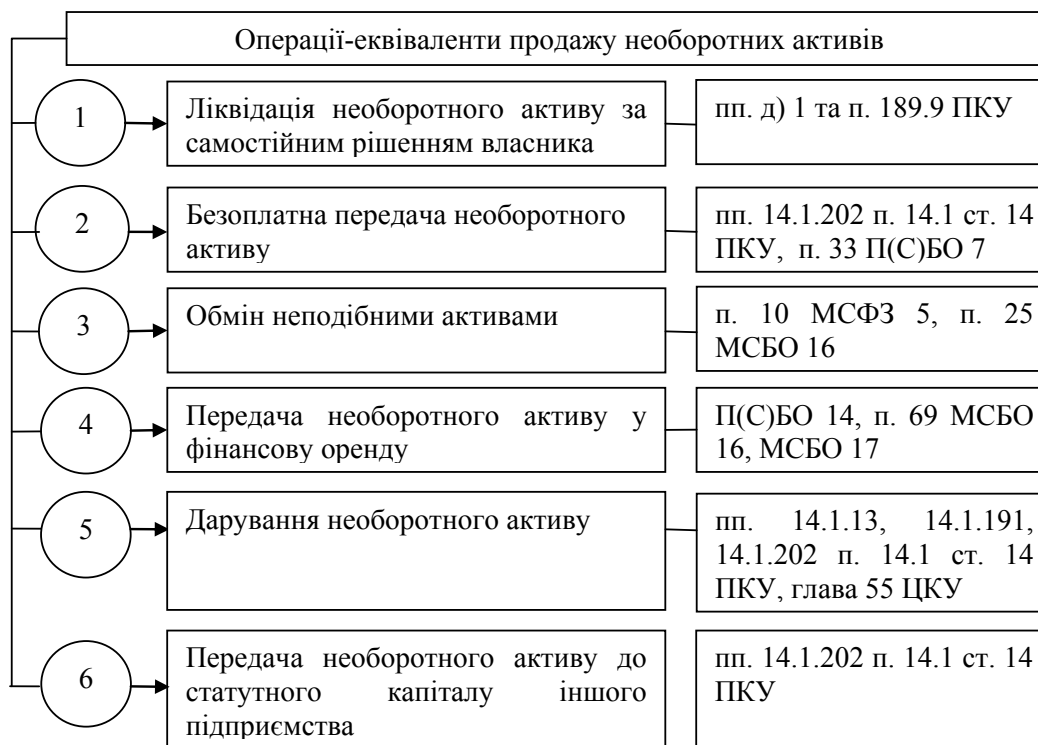 Операції-еквіваленти продажу необоротних активів
1
Ліквідація необоротного активу за
самостійним рішенням власника
пп. д) 1 та п. 189.9 ПКУ
2
Безоплатна передача необоротного
активу
пп. 14.1.202 п. 14.1 ст. 14
ПКУ, п. 33 П(С)БО 7
3
Обмін неподібними активами
п. 10 МСФЗ 5, п. 25
МСБО 16
4
Передача необоротного активу у
фінансову оренду
П(С)БО 14, п. 69 МСБО
16, МСБО 17
5
Дарування необоротного активу
пп. 14.1.13, 14.1.191,
14.1.202 п. 14.1 ст. 14
ПКУ, глава 55 ЦКУ
6
Передача необоротного активу до
статутного капіталу іншого
підприємства
пп. 14.1.202 п. 14.1 ст. 14
ПКУ